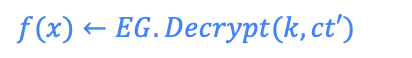 f(x) ← EG.Decrypt(k, ct′)